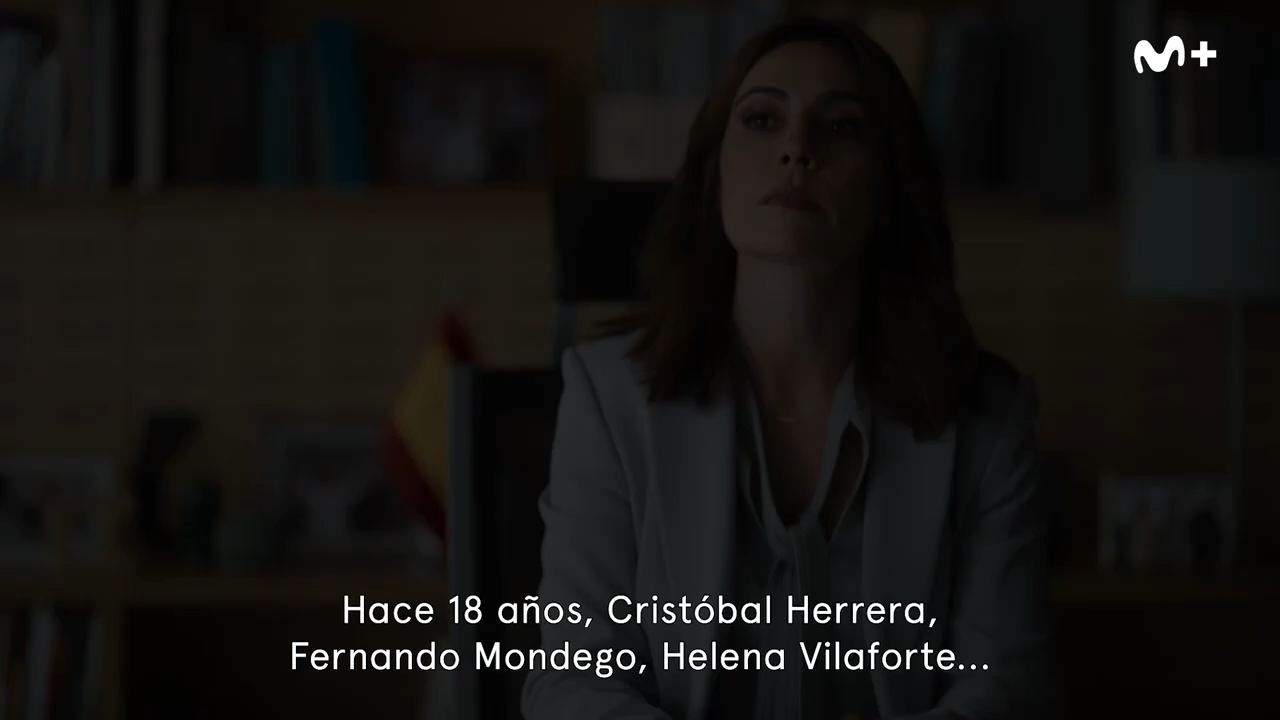 M+
Hace 18 años, Cristóbal Herrera,
Fernando Mondego, Helena Vilaforte...